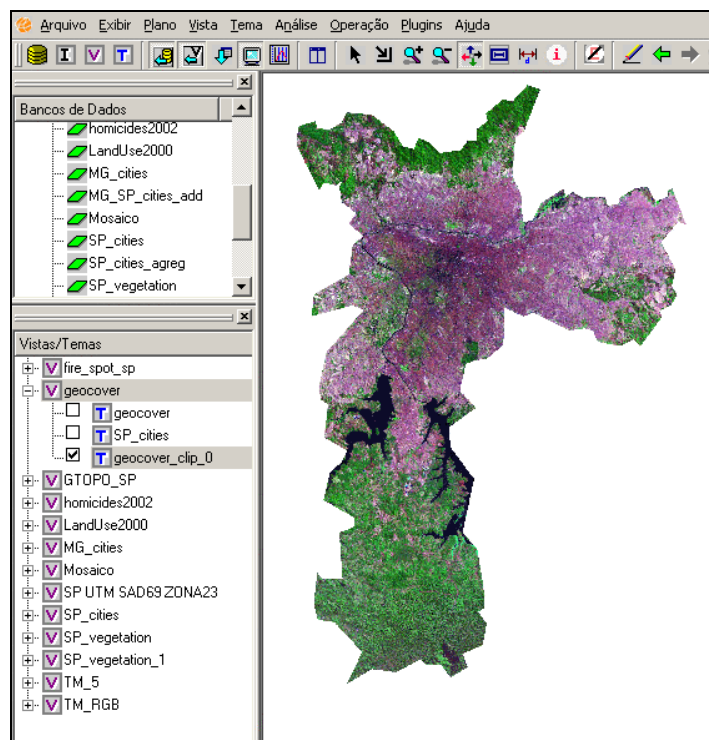 Arquivo Exibir Plano Vista Tema Análise Operação Plugins Ajuda
I V T
Bancos de Dados
homicides2002
LandUse2000
MG_cities
MG_SP_cities_add
Mosaico
SP_cities
SP_cities_agreg
SP_vegetation
Vistas/Temas
V fire_spot_sp
V geocover
T geocover
T SP_cities
T geocover_clip_0
V GTOPO_SP
V homicides2002
V LandUse2000
V MG_cities
V Mosaico
V SP UTM SAD69 ZONA23
V SP_cities
V SP_vegetation
V SP_vegetation_1
V TM_5
V TM_RGB